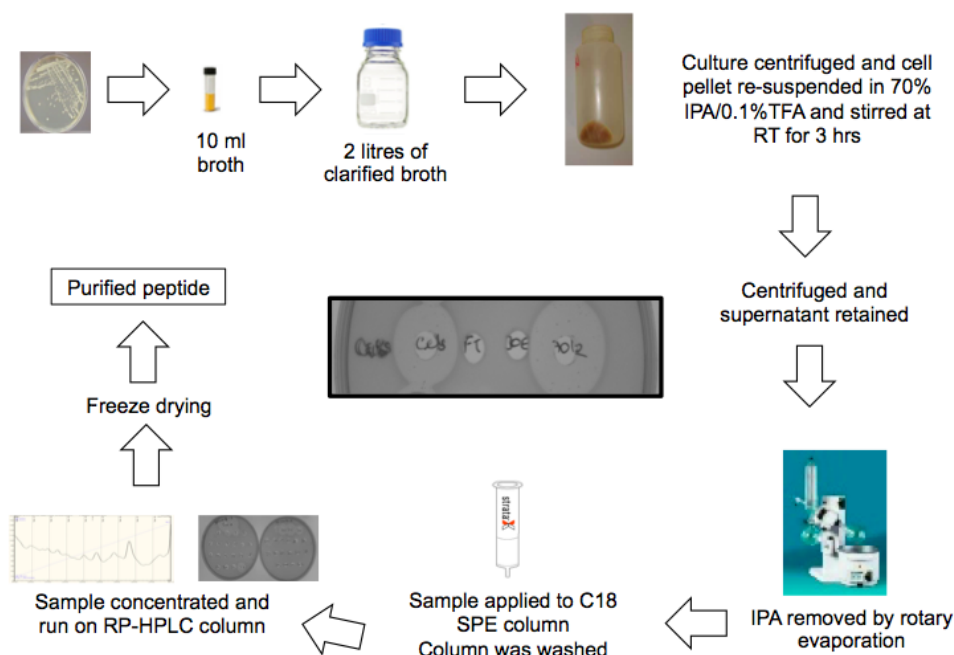 10 ml
broth
2 litres of
clarified broth
Culture centrifuged and cell
pellet re-suspended in 70%
IPA/0.1%TFA and stirred at
RT for 3 hrs
Centrifuged and
supernatant retained
IPA removed by rotary
evaporation
strata X
Sample applied to C18
SPE column
Column was washed
Sample concentrated and
run on RP-HPLC column
Freeze drying
Purified peptide
Cells
FT